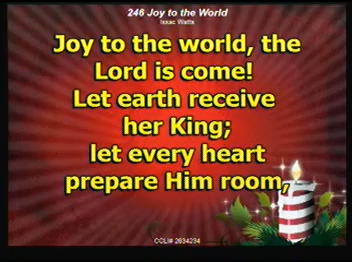 246 Joy to the World
Isaac Watts
Joy to the world, the
Lord is come!
Let earth receive
her King;
let every heart
prepare Him room,
CCLI# 2634234